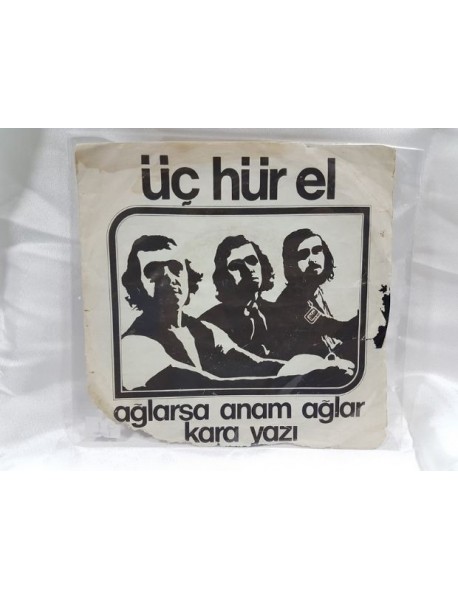 üç hür el
ağlarsa anam ağlar
kara yazı